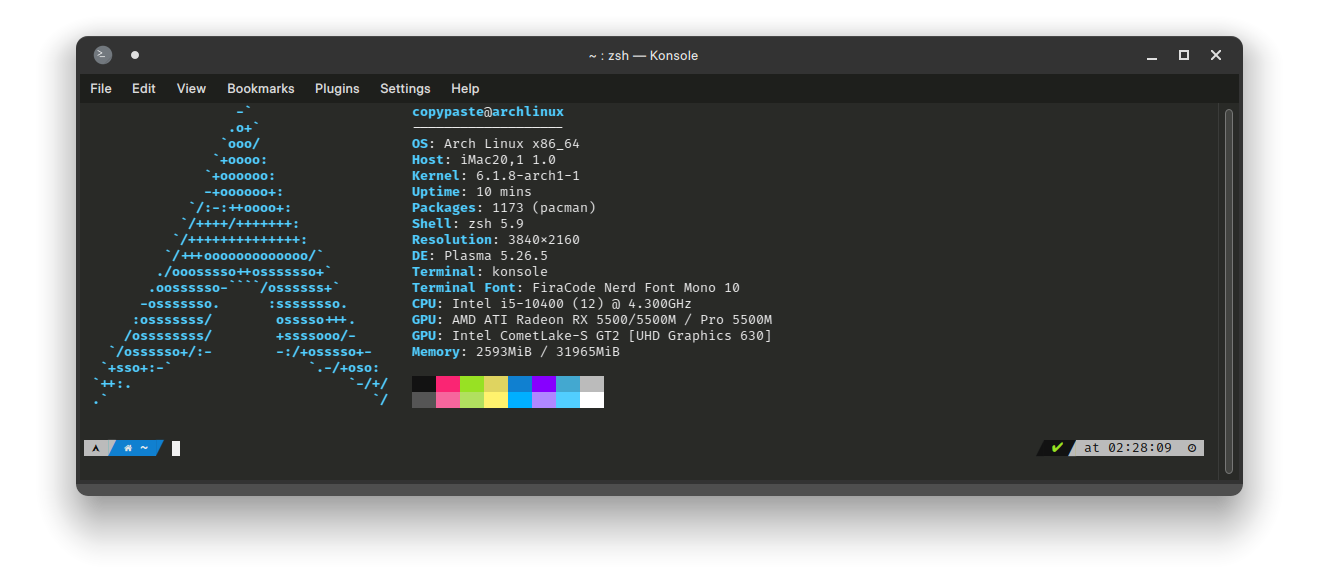 ~ : zsh — Konsole
File Edit View Bookmarks Plugins Settings Help
                  -`
                 .o+`
                `ooo/
               `+oooo:
              `+oooooo:
              -+oooooo+:
            `/:-:++oooo+:
           `/++++/+++++++:
          `/++++++++++++++:
         `/+++ooooooooooooo/`
        ./ooosssso++osssssso+`
       .oossssso-````/ossssss+`
      -osssssso.      :ssssssso.
     :osssssss/        osssso+++.
    /ossssssss/        +ssssooo/-
  `/ossssso+/:-        -:/+osssso+-
 `+sso+:-`                 `.-/+oso:
`++:.                           `-/+/
.`                                 `/
copypaste@archlinux
-------------------
OS: Arch Linux x86_64
Host: iMac20,1 1.0
Kernel: 6.1.8-arch1-1
Uptime: 10 mins
Packages: 1173 (pacman)
Shell: zsh 5.9
Resolution: 3840x2160
DE: Plasma 5.26.5
Terminal: konsole
Terminal Font: FiraCode Nerd Font Mono 10
CPU: Intel i5-10400 (12) @ 4.300GHz
GPU: AMD ATI Radeon RX 5500/5500M / Pro 5500M
GPU: Intel CometLake-S GT2 [UHD Graphics 630]
Memory: 2593MiB / 31965MiB
~ ✔ at 02:28:09